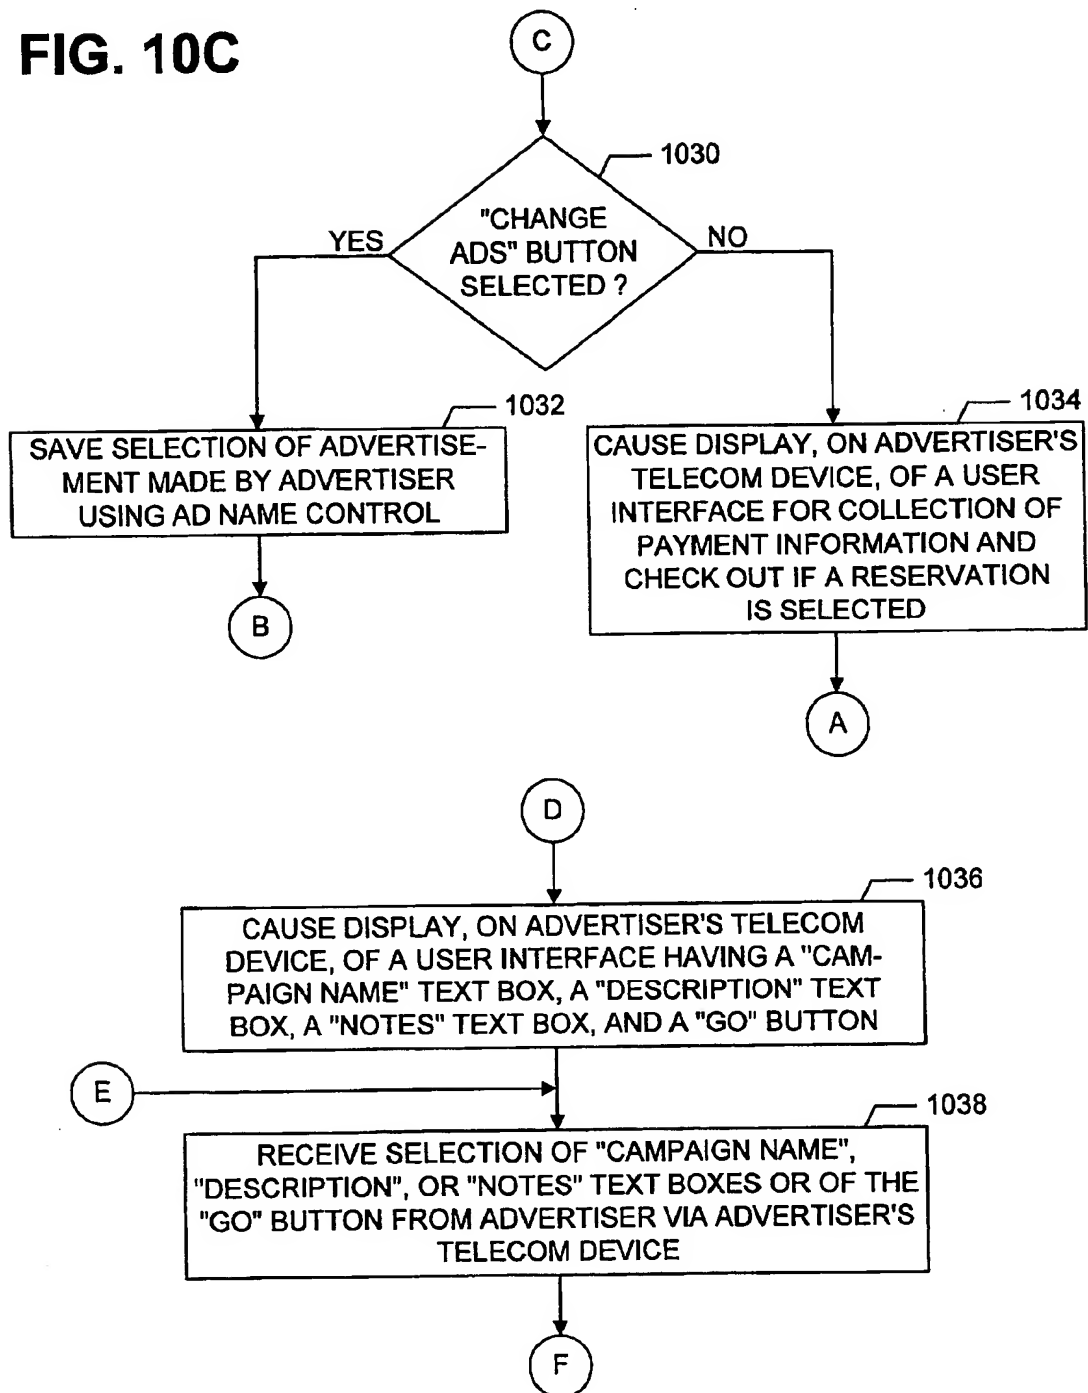 FIG. 10C
C
1030
"CHANGE
ADS" BUTTON
SELECTED ?
YES
NO
1032
SAVE SELECTION OF ADVERTISE-
MENT MADE BY ADVERTISER
USING AD NAME CONTROL
B
1034
CAUSE DISPLAY, ON ADVERTISER'S
TELECOM DEVICE, OF A USER
INTERFACE FOR COLLECTION OF
PAYMENT INFORMATION AND
CHECK OUT IF A RESERVATION
IS SELECTED
A
D
1036
CAUSE DISPLAY, ON ADVERTISER'S TELECOM
DEVICE, OF A USER INTERFACE HAVING A "CAM-
PAIGN NAME" TEXT BOX, A "DESCRIPTION" TEXT
BOX, A "NOTES" TEXT BOX, AND A "GO" BUTTON
E
1038
RECEIVE SELECTION OF "CAMPAIGN NAME",
"DESCRIPTION", OR "NOTES" TEXT BOXES OR OF THE
"GO" BUTTON FROM ADVERTISER VIA ADVERTISER'S
TELECOM DEVICE
F